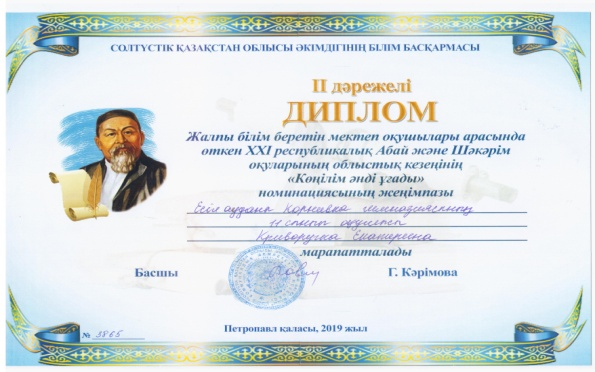 СОЛТҮСТІК ҚАЗАҚСТАН ОБЛЫСЫ ӘКІМДІГІНІҢ БІЛІМ БАСҚАРМАСЫ
II дәрежелі
ДИПЛОМ
Жалпы білім беретін мектеп оқушылары арасында
өткен XXI республикалық Абай және Шәкәрім
оқуларының облыстық кезеңінің
«Көңілім әнді ұғады»
номинациясының жеңімпазы
Есіл ауданы Корнеевка гимназиясының
11 сынып оқушысы
Криворучка Екатерина
марапатталады
Басшы Г. Кәрімова
№ 3865
Петропавл қаласы, 2019 жыл